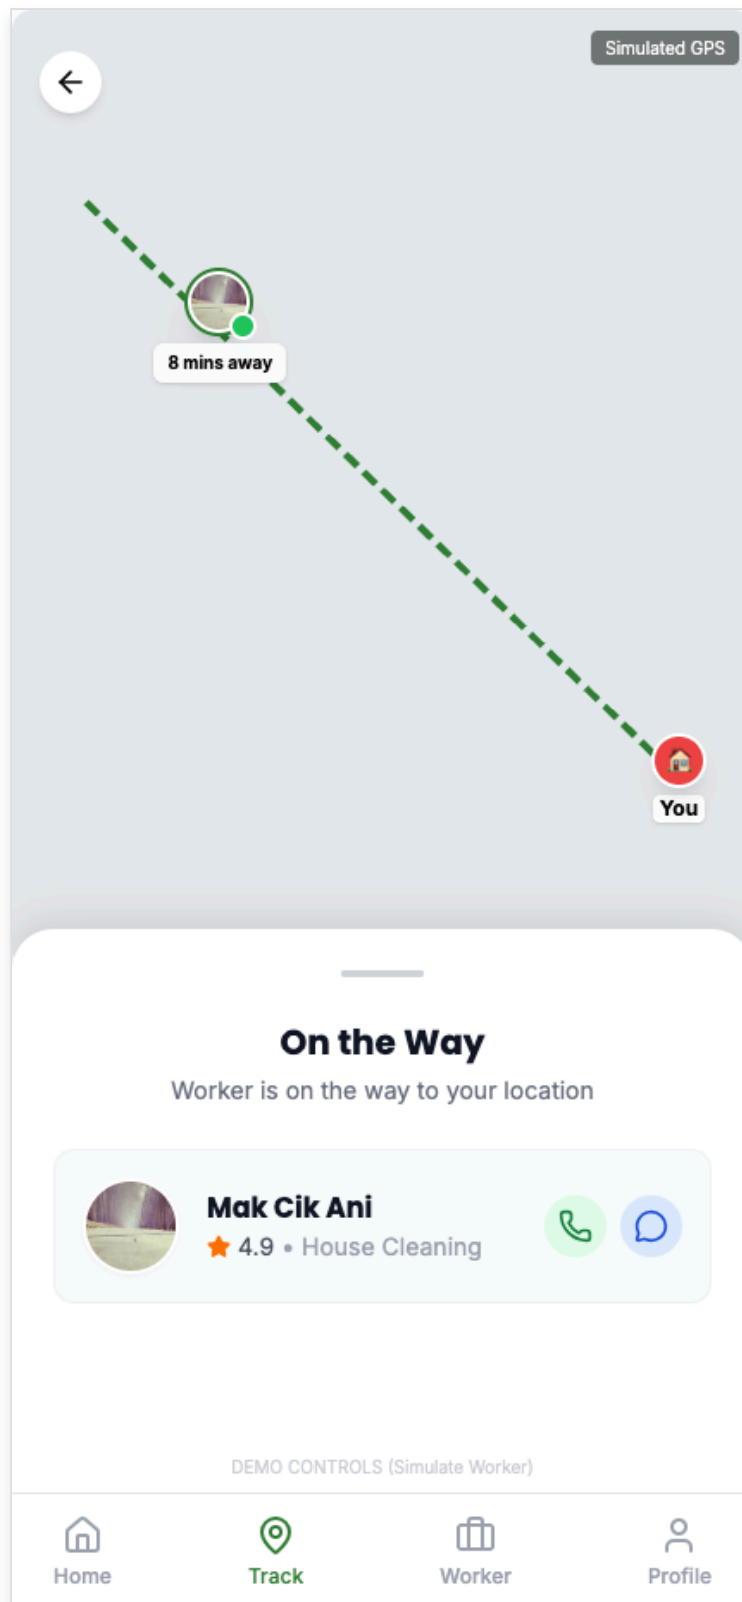 Simulated GPS
8 mins away
You
On the Way
Worker is on the way to your location
Mak Cik Ani
4.9 • House Cleaning
DEMO CONTROLS (Simulate Worker)
Home
Track
Worker
Profile